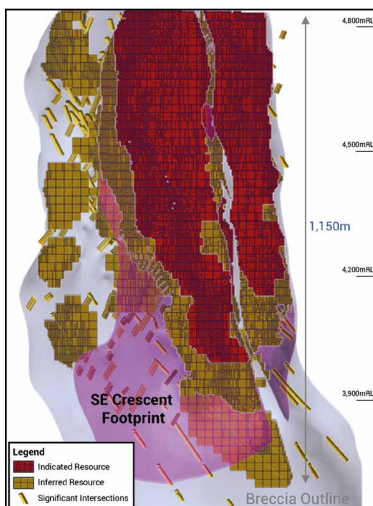 4,800mRL
4,500mRL
1,150m
4,200mRL
3,900mRL
SE Crescent
Footprint
Legend
Indicated Resource
Inferred Resource
Significant Intersections
Breccia Outline